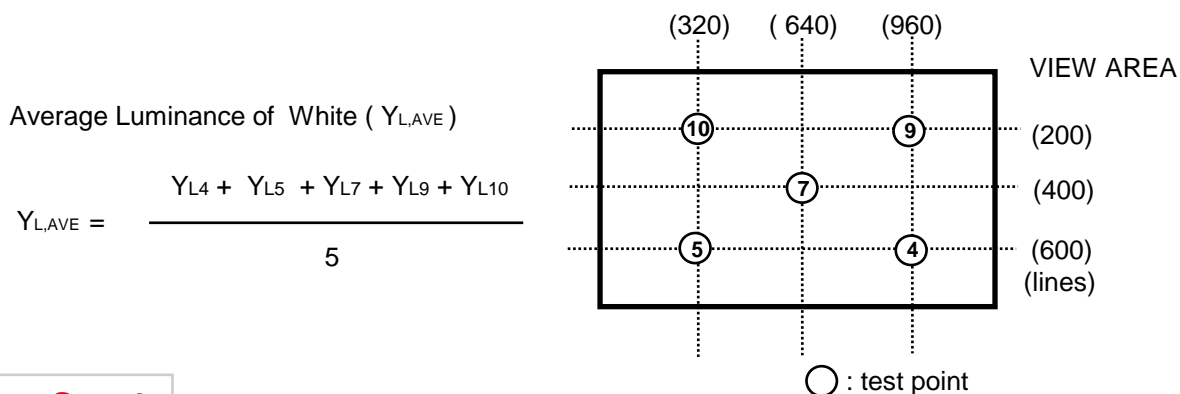 (320) ( 640) (960)
VIEW AREA
Average Luminance of White ( YL,AVE )
10 9 (200)
YL4 + YL5 + YL7 + YL9 + YL10
7 (400)
YL,AVE =
5
5 4 (600)
(lines)
: test point